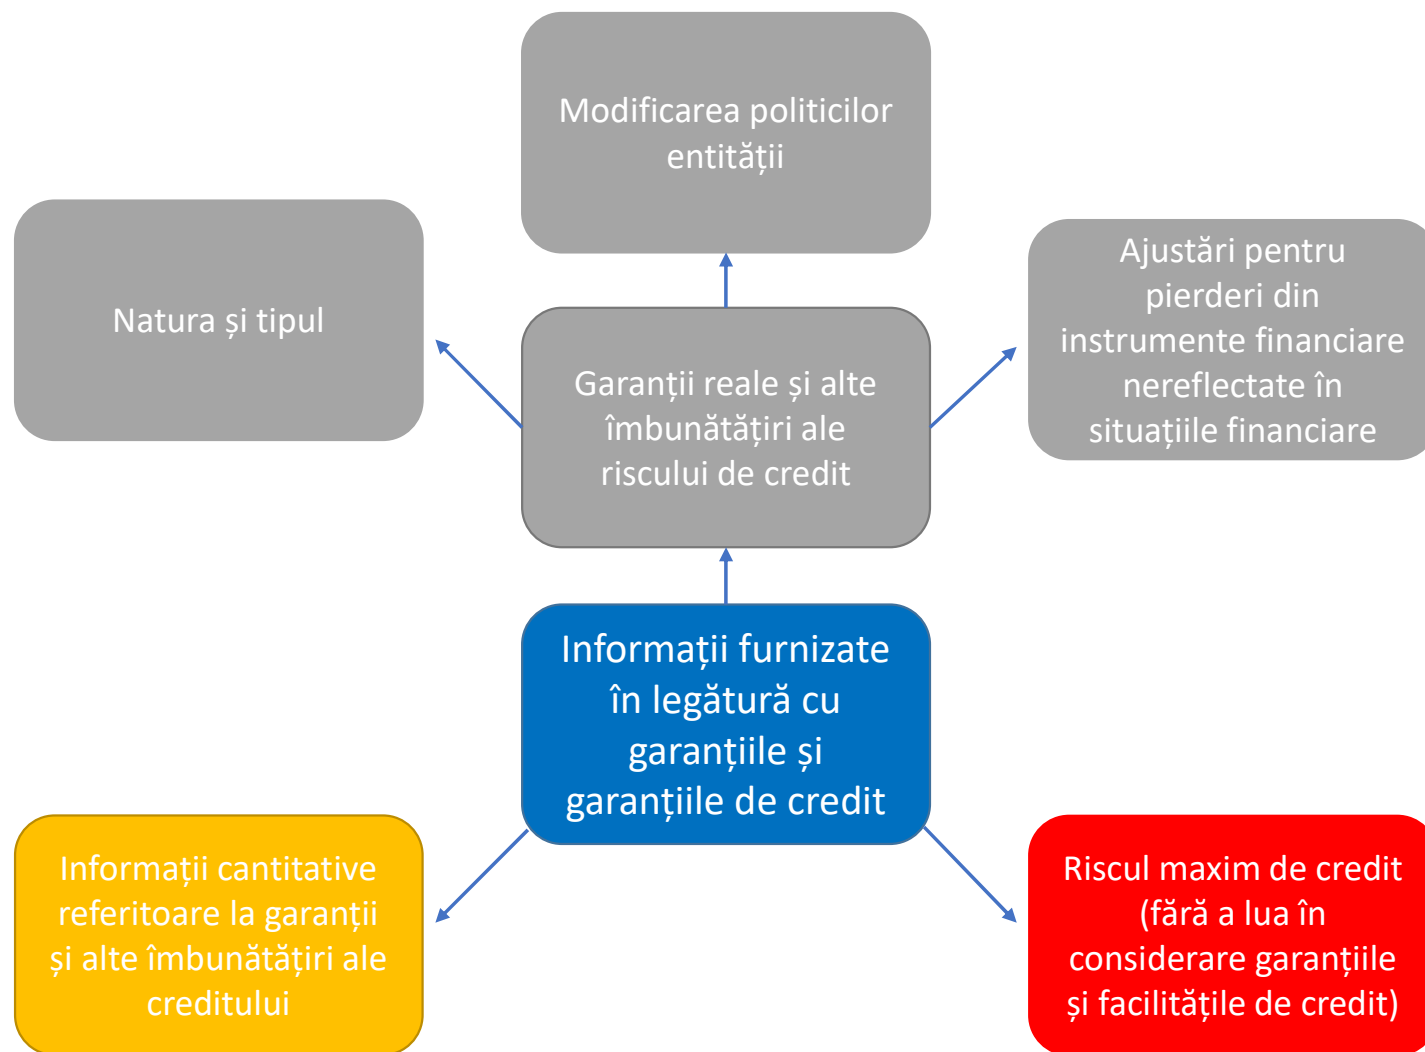 Modificarea politicilor
entității
Natura și tipul
Ajustări pentru
pierderi din
instrumente financiare
nereflectate în
situațiile financiare
Garanții reale și alte
îmbunătățiri ale
riscului de credit
Informații furnizate
în legătură cu
garanțiile și
garanțiile de credit
Informații cantitative
referitoare la garanții
și alte îmbunătățiri ale
creditului
Riscul maxim de credit
(fără a lua în
considerare garanțiile
și facilitățile de credit)